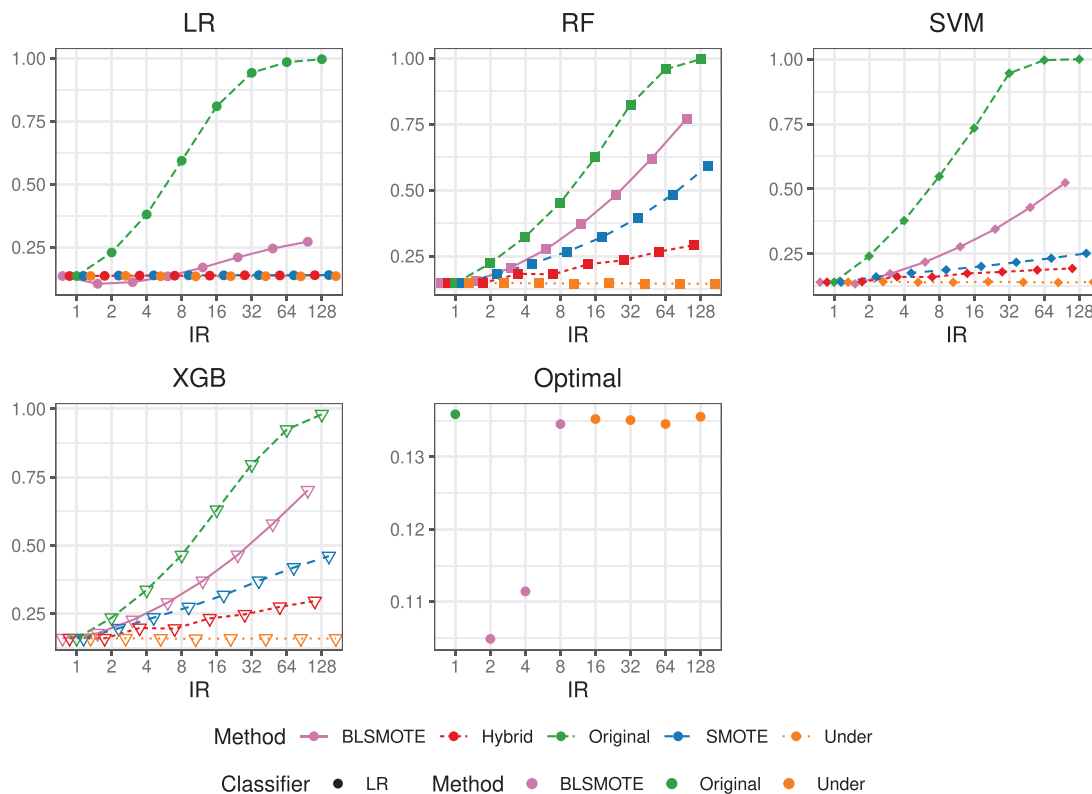 LR
RF
SVM
1.00
0.75
0.50
0.25
1 2 4 8 16 32 64 128
IR
1.00
0.75
0.50
0.25
1 2 4 8 16 32 64 128
IR
1.00
0.75
0.50
0.25
1 2 4 8 16 32 64 128
IR
XGB
Optimal
1.00
0.75
0.50
0.25
1 2 4 8 16 32 64 128
IR
0.13
0.12
0.11
1 2 4 8 16 32 64 128
IR
Method BLSMOTE Hybrid Original SMOTE Under
Classifier LR Method BLSMOTE Original Under